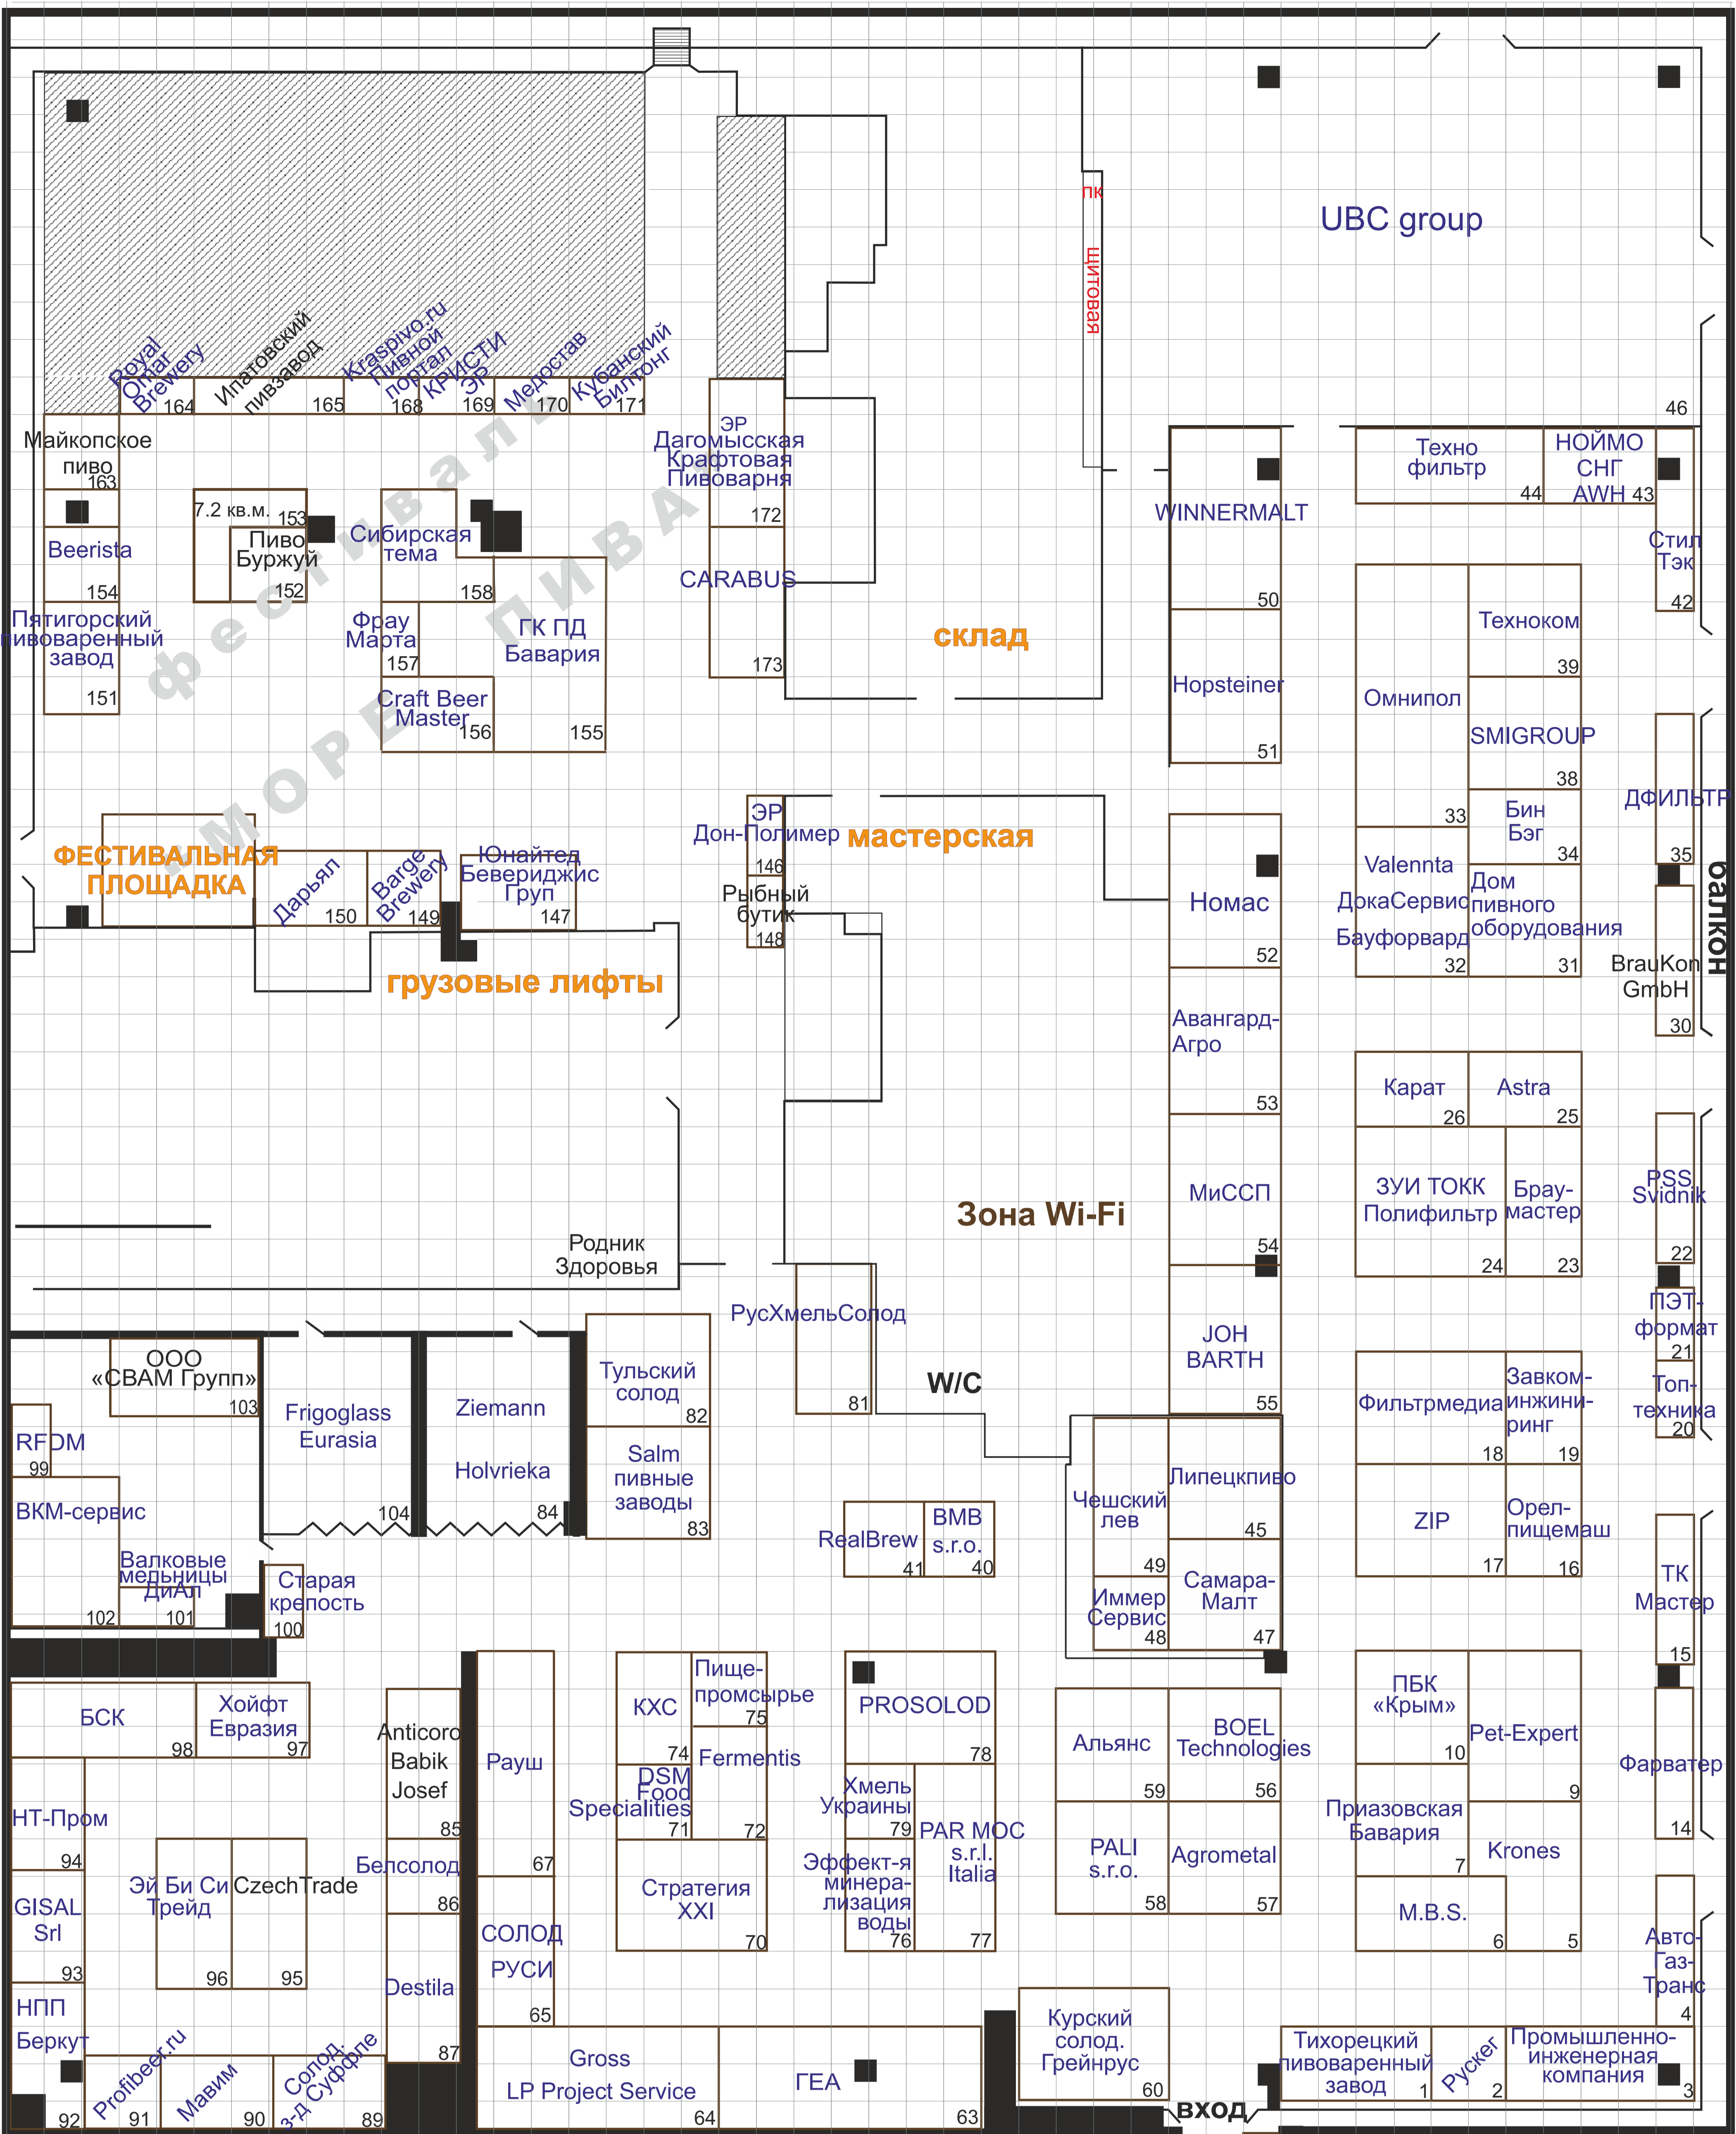 пк
щитовая
UBC group
46
Royal
Omar
Brewery
164
Ипатовский
пивзавод
165
Kraspivo.ru
Пивной
портал
168
КРИСТИ
ЭР
169
Медостав
170
Кубанский
Билтонг
171
Майкопское
пиво
163
Beerista
154
Пятигорский
пивоваренный
завод
151
7.2 кв.м.
153
Пиво
Буржуй
152
Сибирская
тема
158
Фрау
Марта
157
ГК ПД
Бавария
155
Craft Beer
Master
156
фестиваль
"МОРЕ ПИВА"
ЭР
Дагомысская
Крафтовая
Пивоварня
172
CARABUS
173
склад
WINNERMALT
50
Hopsteiner
51
Техно
фильтр
44
НОЙМО
СНГ
AWH
43
Стил
Тэк
42
Омнипол
33
Техноком
39
SMIGROUP
38
Бин
Бэг
34
ДФИЛЬТР
35
балкон
ФЕСТИВАЛЬНАЯ
ПЛОЩАДКА
Дарьял
150
Barge
Brewery
149
Юнайтед
Бевериджис
Груп
147
грузовые лифты
ЭР
Дон-Полимер
146
Рыбный
бутик
148
мастерская
Номас
52
Valennta
ДокаСервис
Бауфорвард
32
Дом
пивного
оборудования
31
BrauKon
GmbH
30
Авангард-
Агро
53
Карат
26
Astra
25
МиССП
54
ЗУИ ТОКК
Полифильтр
24
Брау-
мастер
23
PSS
Svidnik
22
Зона Wi-Fi
Родник
Здоровья
РусХмельСолод
81
W/C
JOH
BARTH
55
ПЭТ-
формат
21
Топ-
техника
20
Фильтрмедиа
18
Завком-
инжини-
ринг
19
ZIP
17
Орел-
пищемаш
16
ТК
Мастер
15
ООО
«СВАМ Групп»
103
RFDM
99
ВКМ-сервис
102
Валковые
мельницы
ДиАл
101
Frigoglass
Eurasia
104
Ziemann
Holvrieka
84
Тульский
солод
82
Salm
пивные
заводы
83
Старая
крепость
100
RealBrew
41
BMB
s.r.o.
40
Чешский
лев
49
Липецкпиво
45
Иммер
Сервис
48
Самара-
Малт
47
БСК
98
Хойфт
Евразия
97
Anticoro
Babik
Josef
85
Рауш
67
КХС
74
Пище-
промсырье
75
DSM
Food
Specialities
71
Fermentis
72
Стратегия
XXI
70
PROSOLOD
78
Хмель
Украины
79
PAR MOC
s.r.l.
Italia
77
Эффект-я
минера-
лизация
воды
76
Альянс
59
BOEL
Technologies
56
PALI
s.r.o.
58
Agrometal
57
ПБК
«Крым»
10
Pet-Expert
9
Фарватер
14
Приазовская
Бавария
7
Krones
5
M.B.S.
6
Авто-
Газ-
Транс
4
НТ-Пром
94
GISAL
Srl
93
НПП
Беркут
92
Эй Би Си
Трейд
96
CzechTrade
95
Белсолод
86
Destila
87
СОЛОД
РУСИ
65
Profibeer.ru
91
Мавим
90
Солод.
з-д Суффле
89
Gross
LP Project Service
64
ГЕА
63
Курский
солод.
Грейнрус
60
вход
Тихорецкий
пивоваренный
завод
1
Рускег
2
Промышленно-
инженерная
компания
3